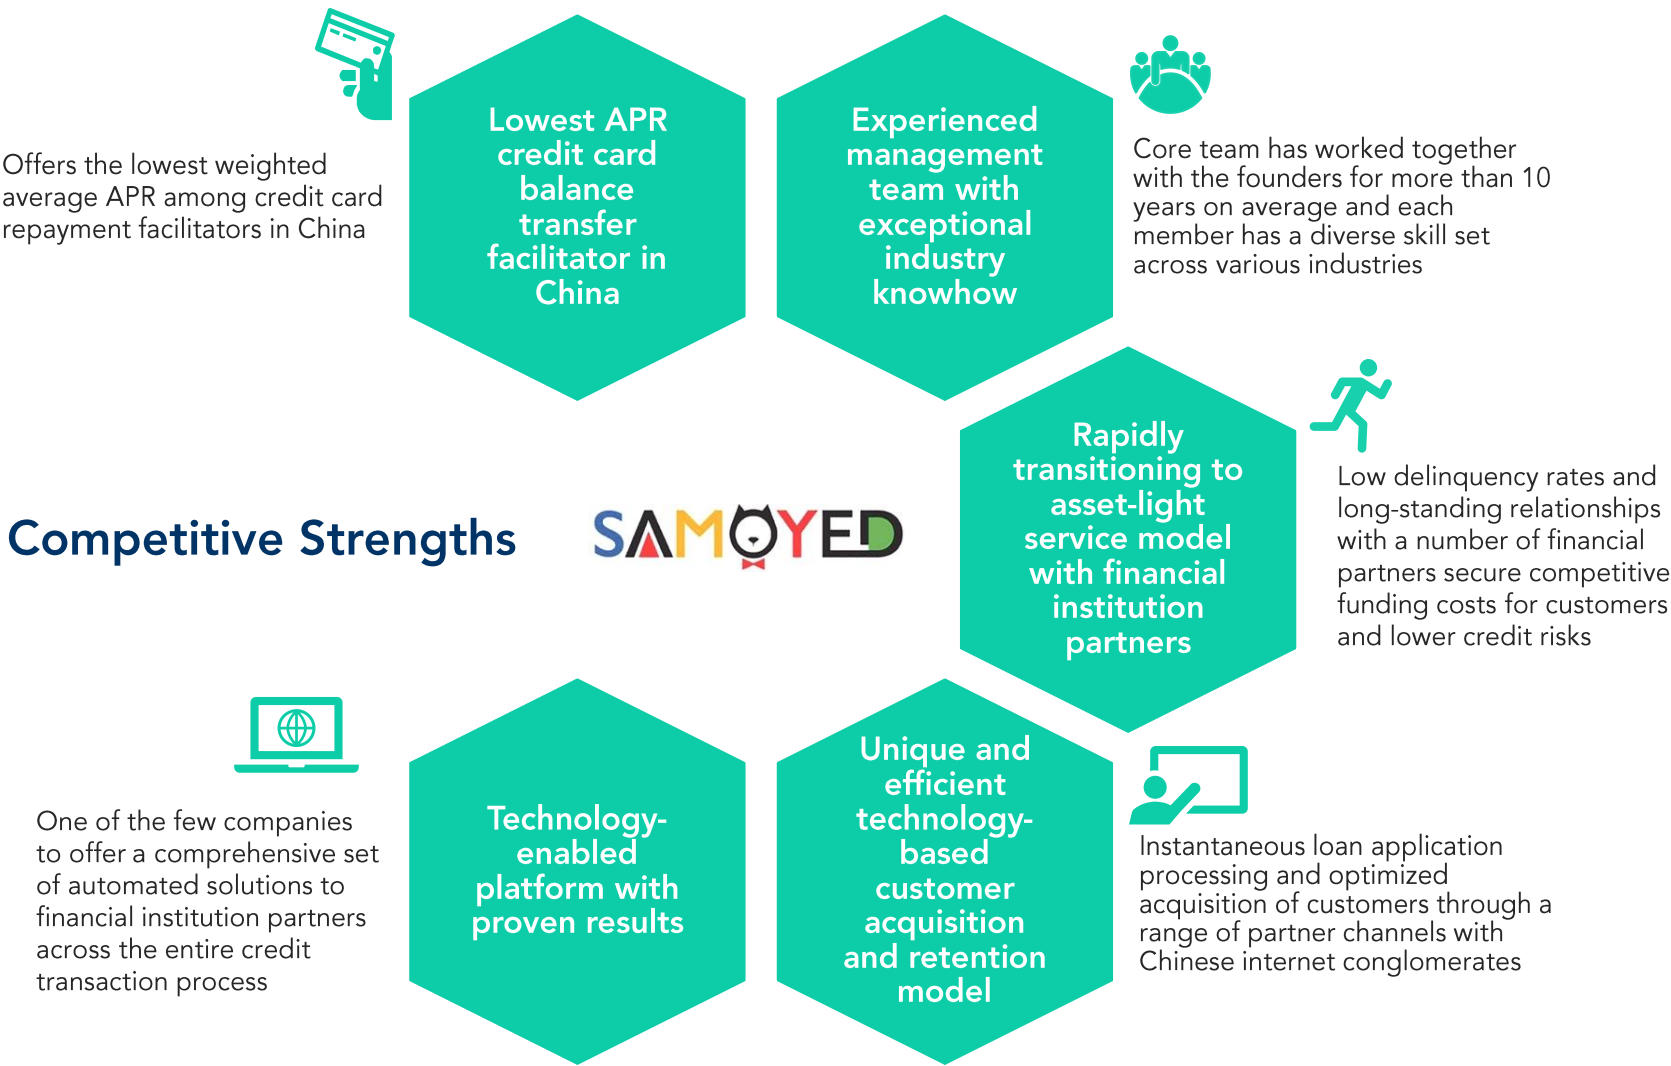 Offers the lowest weighted
average APR among credit card
repayment facilitators in China
Lowest APR
credit card
balance
transfer
facilitator in
China
Experienced
management
team with
exceptional
industry
knowhow
Core team has worked together
with the founders for more than 10
years on average and each
member has a diverse skill set
across various industries
Competitive Strengths
SAMOYED
Rapidly
transitioning to
asset-light
service model
with financial
institution
partners
Low delinquency rates and
long-standing relationships
with a number of financial
partners secure competitive
funding costs for customers
and lower credit risks
One of the few companies
to offer a comprehensive set
of automated solutions to
financial institution partners
across the entire credit
transaction process
Technology-
enabled
platform with
proven results
Unique and
efficient
technology-
based
customer
acquisition
and retention
model
Instantaneous loan application
processing and optimized
acquisition of customers through a
range of partner channels with
Chinese internet conglomerates